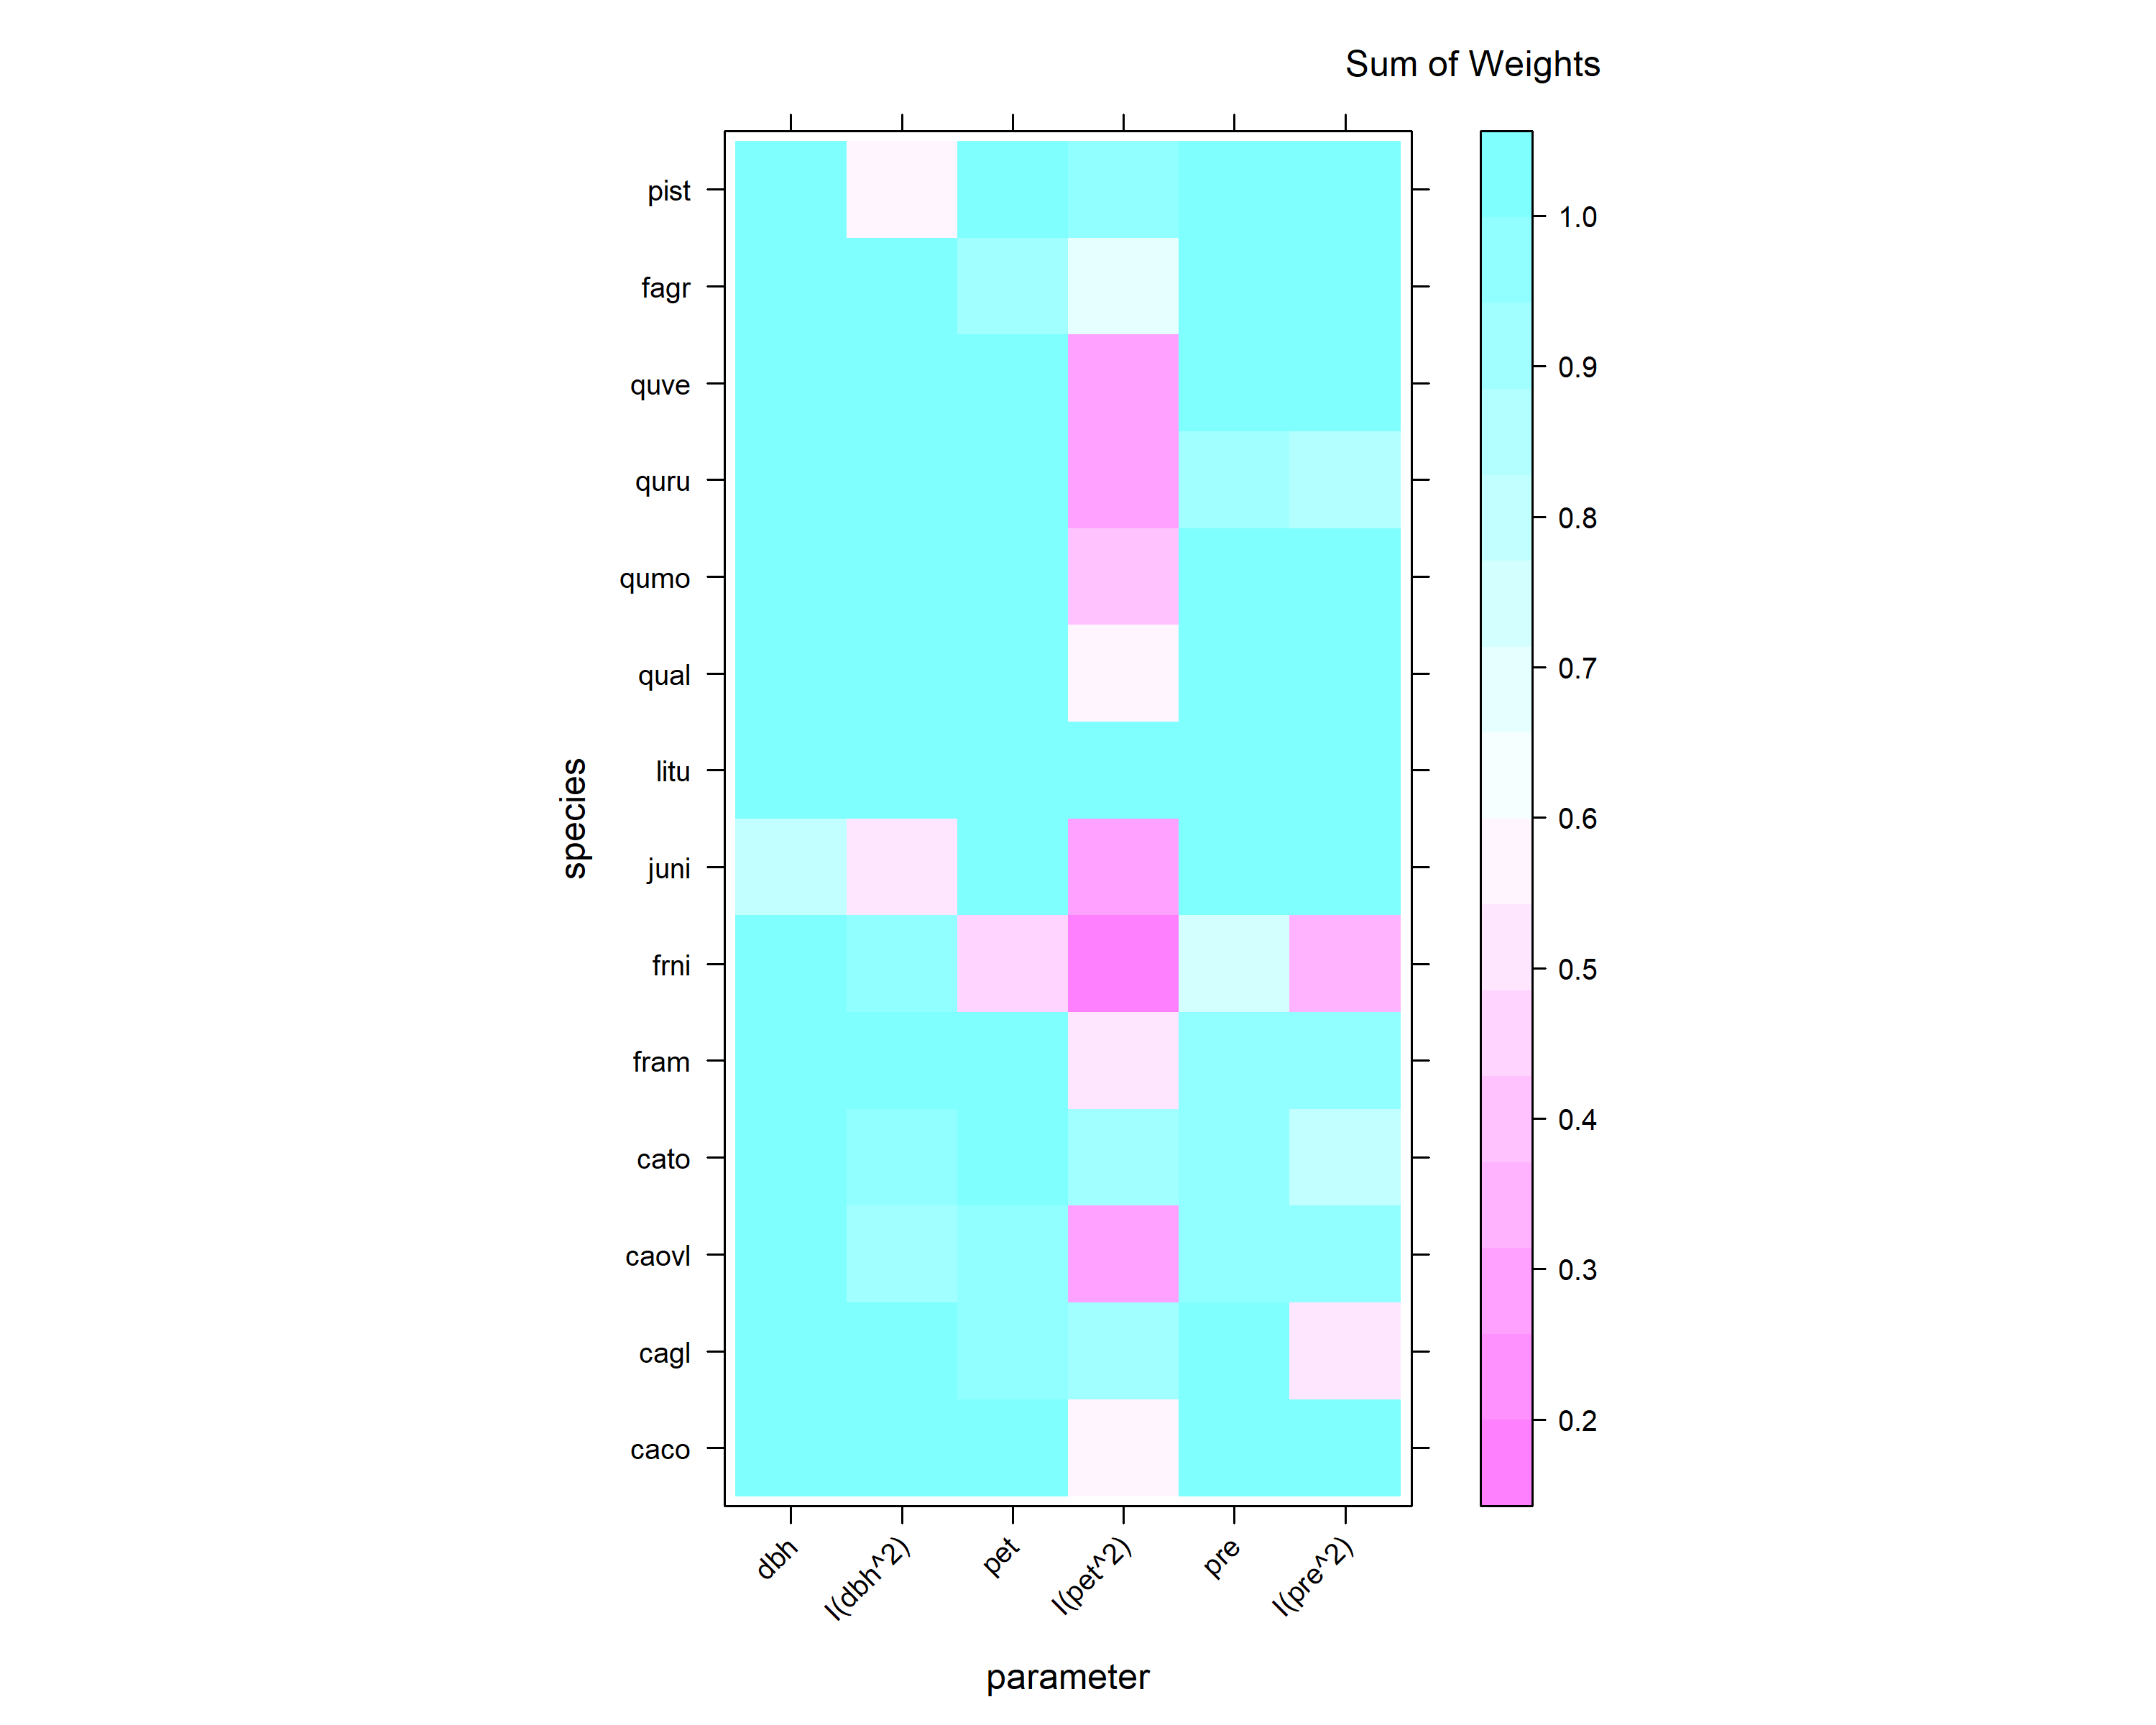 Sum of Weights
pist
fagr
quve
quru
qumo
qual
litu
juni
frni
fram
cato
caovl
cagl
caco
species
dbh
I(dbh^2)
pet
I(pet^2)
pre
I(pre^2)
parameter
1.0
0.9
0.8
0.7
0.6
0.5
0.4
0.3
0.2